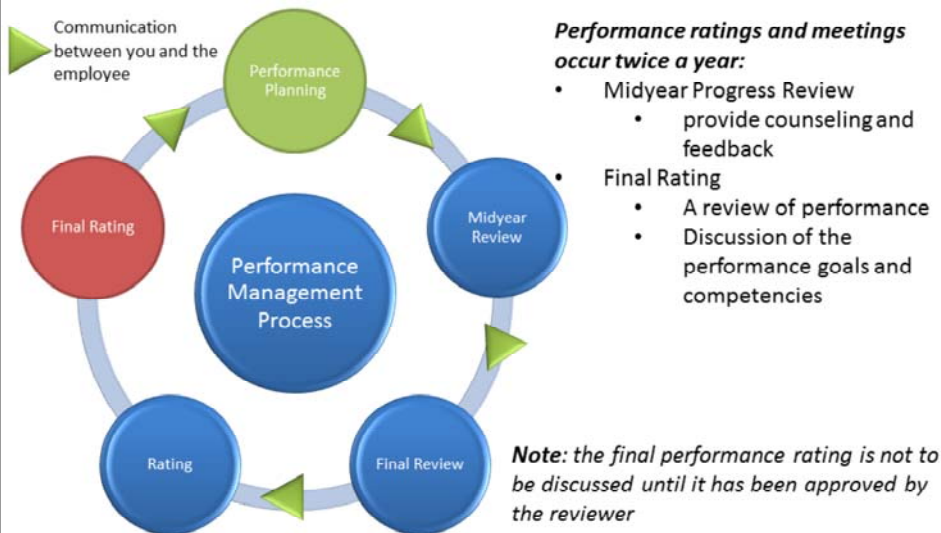 Communication
between you and the
employee
Performance
Planning
Midyear
Review
Final Review
Rating
Final Rating
Performance
Management
Process
Performance ratings and meetings
occur twice a year:
• Midyear Progress Review
• provide counseling and
feedback
• Final Rating
• A review of performance
• Discussion of the
performance goals and
competencies
Note: the final performance rating is not to
be discussed until it has been approved by
the reviewer